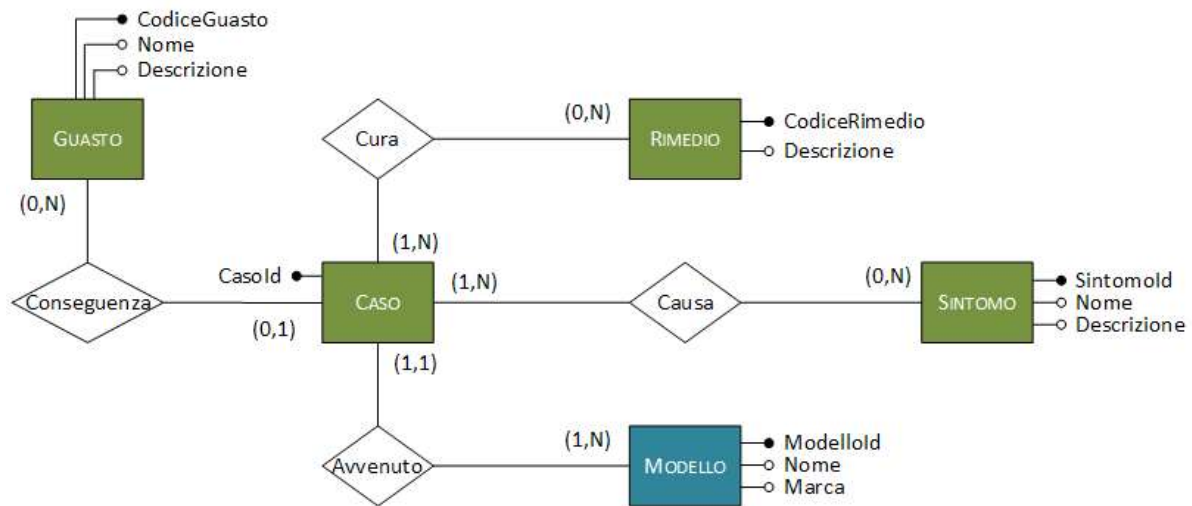 CodiceGuasto
Nome
Descrizione
GUASTO
(0,N)
Cura
(0,N)
RIMEDIO
CodiceRimedio
Descrizione
(1,N)
CasoId
Conseguenza
(0,1)
CASO
(1,N)
Causa
(0,N)
SINTOMO
SintomoId
Nome
Descrizione
(1,1)
Avvenuto
(1,N)
MODELLO
ModelloId
Nome
Marca